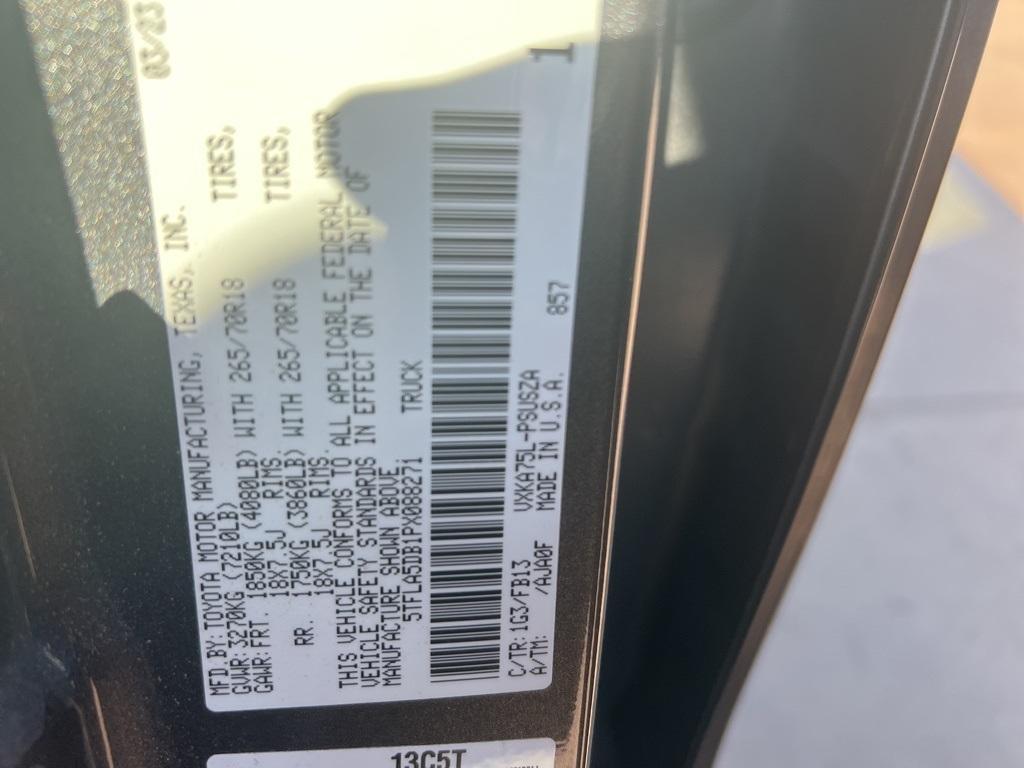 MFD.BY: TOYOTA MOTOR MANUFACTURING, TEXAS, INC. 03/23
GVWR: 3270KG (7210LB)
GAWR: FRT. 1850KG (4080LB) WITH 265/70R18 TIRES,
18X7.5J RIMS.
RR. 1750KG (3860LB) WITH 265/70R18 TIRES,
18X7.5J RIMS.
THIS VEHICLE CONFORMS TO ALL APPLICABLE FEDERAL MOTOR
VEHICLE SAFETY STANDARDS IN EFFECT ON THE DATE OF
MANUFACTURE SHOWN ABOVE
5TFLA5DB1PX088271 TRUCK
C/TR: 1G3/FB13 VXKA75L-PSUSZA
A/TM: /AJA0F MADE IN U.S.A. 857 1
13C5T